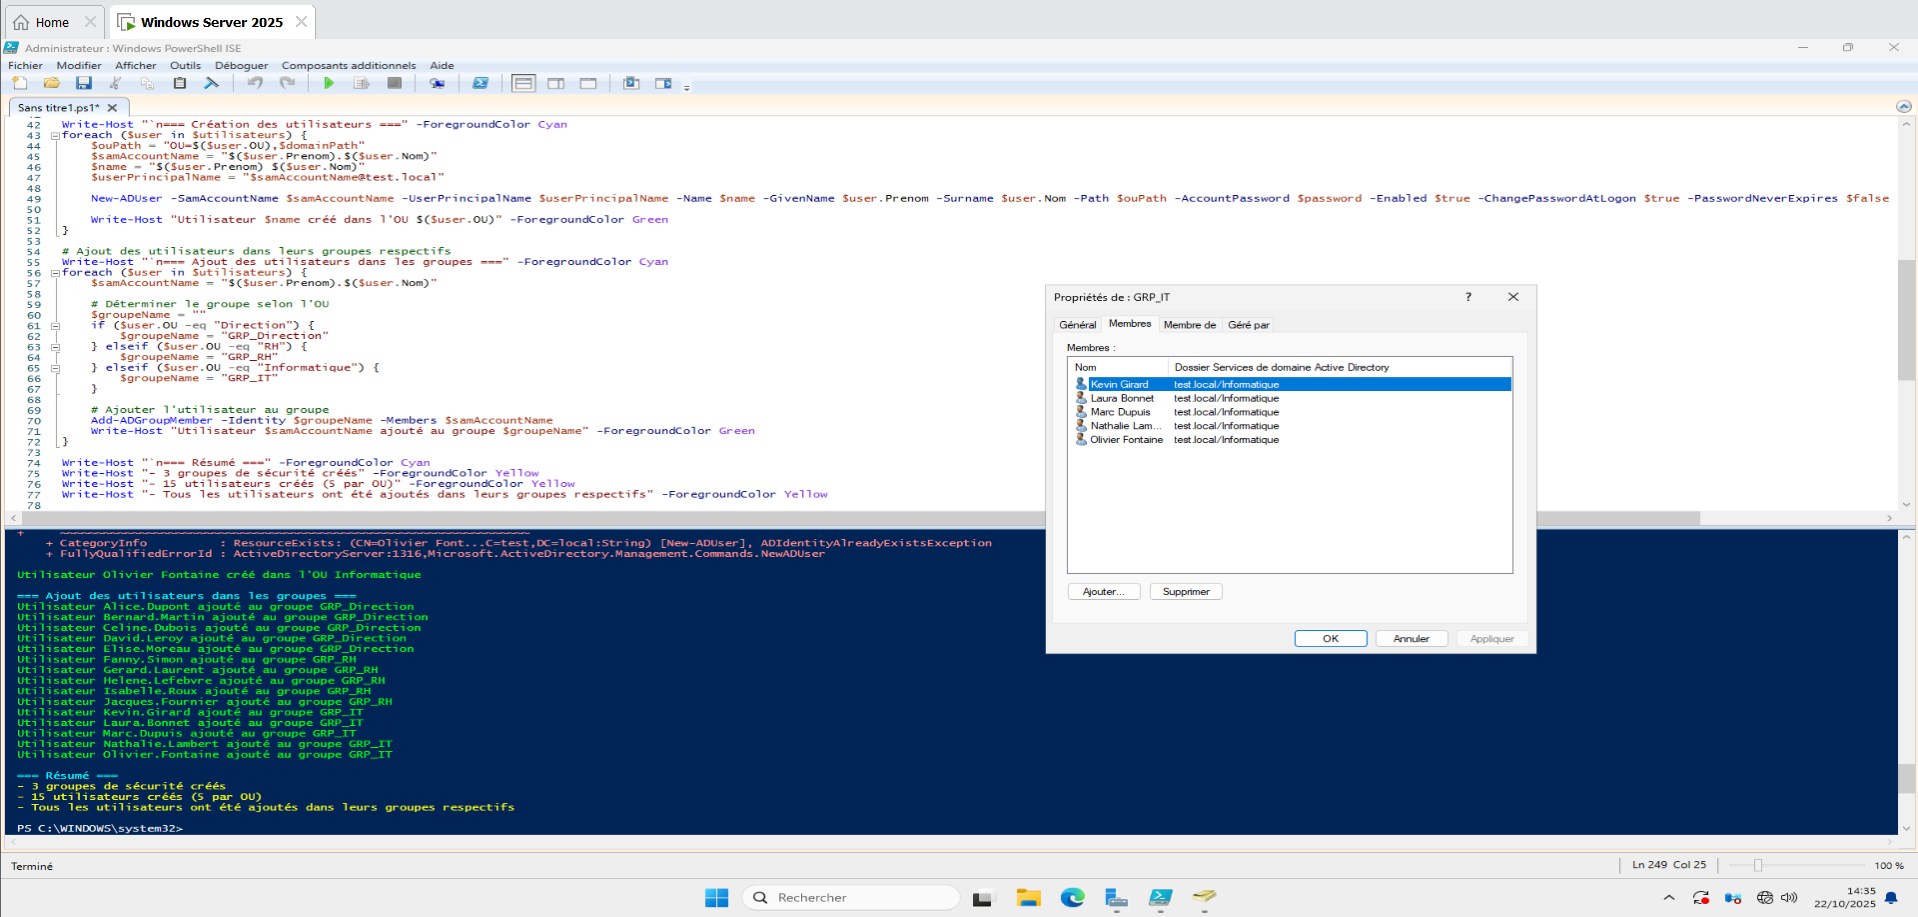 Home
Windows Server 2025
Administrateur : Windows PowerShell ISE
Fichier Modifier Afficher Outils Déboguer Composants additionnels Aide
Sans titre1.ps1*
42 Write-Host "`n=== Création des utilisateurs ===" -ForegroundColor Cyan
43 foreach ($user in $utilisateurs) {
44 $ouPath = "OU=$($user.OU),$domainPath"
45 $samAccountName = "$($user.Prenom).$($user.Nom)"
46 $name = "$($user.Prenom) $($user.Nom)"
47 $userPrincipalName = "$samAccountName@test.local"
48
49 New-ADUser -SamAccountName $samAccountName -UserPrincipalName $userPrincipalName -Name $name -GivenName $user.Prenom -Surname $user.Nom -Path $ouPath -AccountPassword $password -Enabled $true -ChangePasswordAtLogon $true -PasswordNeverExpires $false
50
51 Write-Host "Utilisateur $name créé dans l'OU $($user.OU)" -ForegroundColor Green
52 }
53
54 # Ajout des utilisateurs dans leurs groupes respectifs
55 Write-Host "`n=== Ajout des utilisateurs dans les groupes ===" -ForegroundColor Cyan
56 foreach ($user in $utilisateurs) {
57 $samAccountName = "$($user.Prenom).$($user.Nom)"
58
59 # Déterminer le groupe selon l'OU
60 $groupeName = ""
61 if ($user.OU -eq "Direction") {
62 $groupeName = "GRP_Direction"
63 } elseif ($user.OU -eq "RH") {
64 $groupeName = "GRP_RH"
65 } elseif ($user.OU -eq "Informatique") {
66 $groupeName = "GRP_IT"
67 }
68
69 # Ajouter l'utilisateur au groupe
70 Add-ADGroupMember -Identity $groupeName -Members $samAccountName
71 Write-Host "Utilisateur $samAccountName ajouté au groupe $groupeName" -ForegroundColor Green
72 }
73
74 Write-Host "`n=== Résumé ===" -ForegroundColor Cyan
75 Write-Host "- 3 groupes de sécurité créés" -ForegroundColor Yellow
76 Write-Host "- 15 utilisateurs créés (5 par OU)" -ForegroundColor Yellow
77 Write-Host "- Tous les utilisateurs ont été ajoutés dans leurs groupes respectifs" -ForegroundColor Yellow
78
Propriétés de : GRP_IT
?
Général Membres Membre de Géré par
Membres :
Nom Dossier Services de domaine Active Directory
Kevin Girard test.local/Informatique
Laura Bonnet test.local/Informatique
Marc Dupuis test.local/Informatique
Nathalie Lam... test.local/Informatique
Olivier Fontaine test.local/Informatique
Ajouter... Supprimer
OK Annuler Appliquer
+ ~~~~~~~~~~~~~~~~~~~~~~~~~~~~~~~~~~~~~~~~~~~~~~~~~~~~~~~~~~~~~~~~~
+ CategoryInfo : ResourceExists: (CN=Olivier Font...C=test,DC=local:String) [New-ADUser], ADIdentityAlreadyExistsException
+ FullyQualifiedErrorId : ActiveDirectoryServer:1316,Microsoft.ActiveDirectory.Management.Commands.NewADUser
Utilisateur Olivier Fontaine créé dans l'OU Informatique
=== Ajout des utilisateurs dans les groupes ===
Utilisateur Alice.Dupont ajouté au groupe GRP_Direction
Utilisateur Bernard.Martin ajouté au groupe GRP_Direction
Utilisateur Celine.Dubois ajouté au groupe GRP_Direction
Utilisateur David.Leroy ajouté au groupe GRP_Direction
Utilisateur Elise.Moreau ajouté au groupe GRP_Direction
Utilisateur Fanny.Simon ajouté au groupe GRP_RH
Utilisateur Gerard.Laurent ajouté au groupe GRP_RH
Utilisateur Helene.Lefebvre ajouté au groupe GRP_RH
Utilisateur Isabelle.Roux ajouté au groupe GRP_RH
Utilisateur Jacques.Fournier ajouté au groupe GRP_RH
Utilisateur Kevin.Girard ajouté au groupe GRP_IT
Utilisateur Laura.Bonnet ajouté au groupe GRP_IT
Utilisateur Marc.Dupuis ajouté au groupe GRP_IT
Utilisateur Nathalie.Lambert ajouté au groupe GRP_IT
Utilisateur Olivier.Fontaine ajouté au groupe GRP_IT
=== Résumé ===
- 3 groupes de sécurité créés
- 15 utilisateurs créés (5 par OU)
- Tous les utilisateurs ont été ajoutés dans leurs groupes respectifs
PS C:\WINDOWS\system32>
Terminé
Ln 249 Col 25
100 %
Rechercher
14:35
22/10/2025